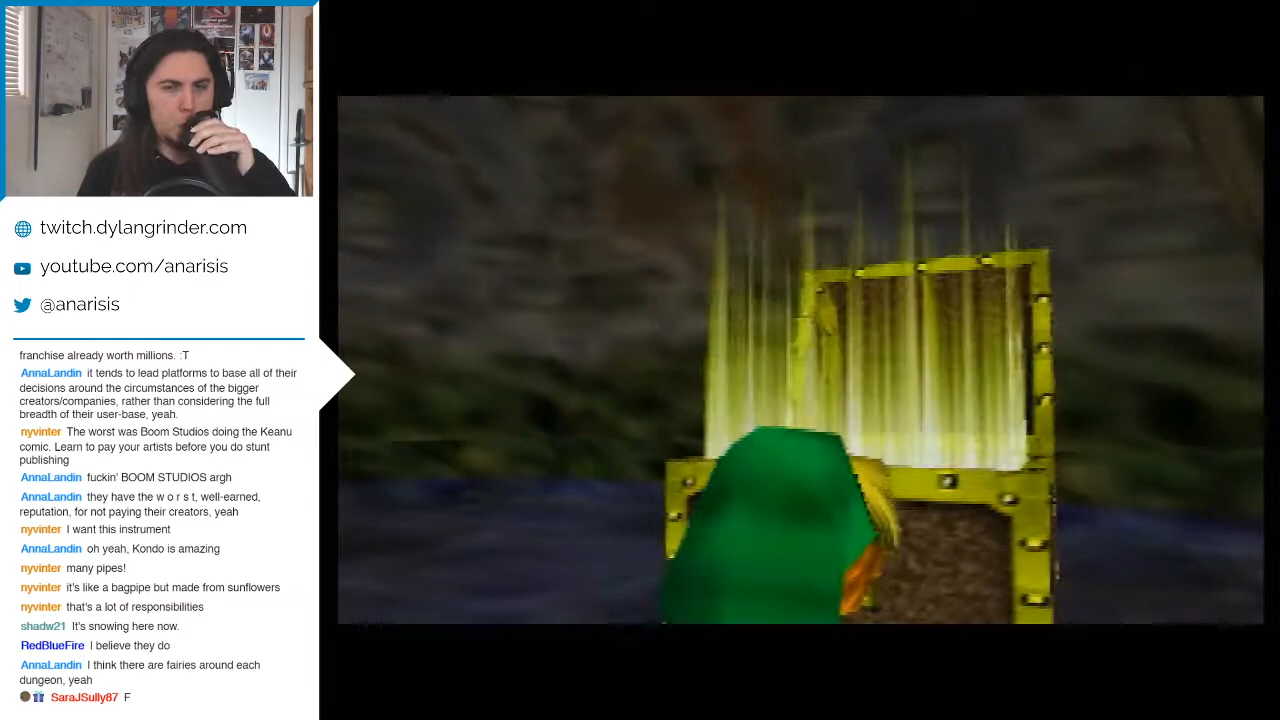 twitch.dylangrinder.com
youtube.com/anarisis
@anarisis
franchise already worth millions. :T
AnnaLandin it tends to lead platforms to base all of their
decisions around the circumstances of the bigger
creators/companies, rather than considering the full
breadth of their user-base, yeah.
nyvinter The worst was Boom Studios doing the Keanu
comic. Learn to pay your artists before you do stunt
publishing
AnnaLandin fuckin' BOOM STUDIOS argh
AnnaLandin they have the w o r s t, well-earned,
reputation, for not paying their creators, yeah
nyvinter I want this instrument
AnnaLandin oh yeah, Kondo is amazing
nyvinter many pipes!
nyvinter it's like a bagpipe but made from sunflowers
nyvinter that's a lot of responsibilities
shadw21 It's snowing here now.
RedBlueFire I believe they do
AnnaLandin I think there are fairies around each
dungeon, yeah
SaraJSully87 F